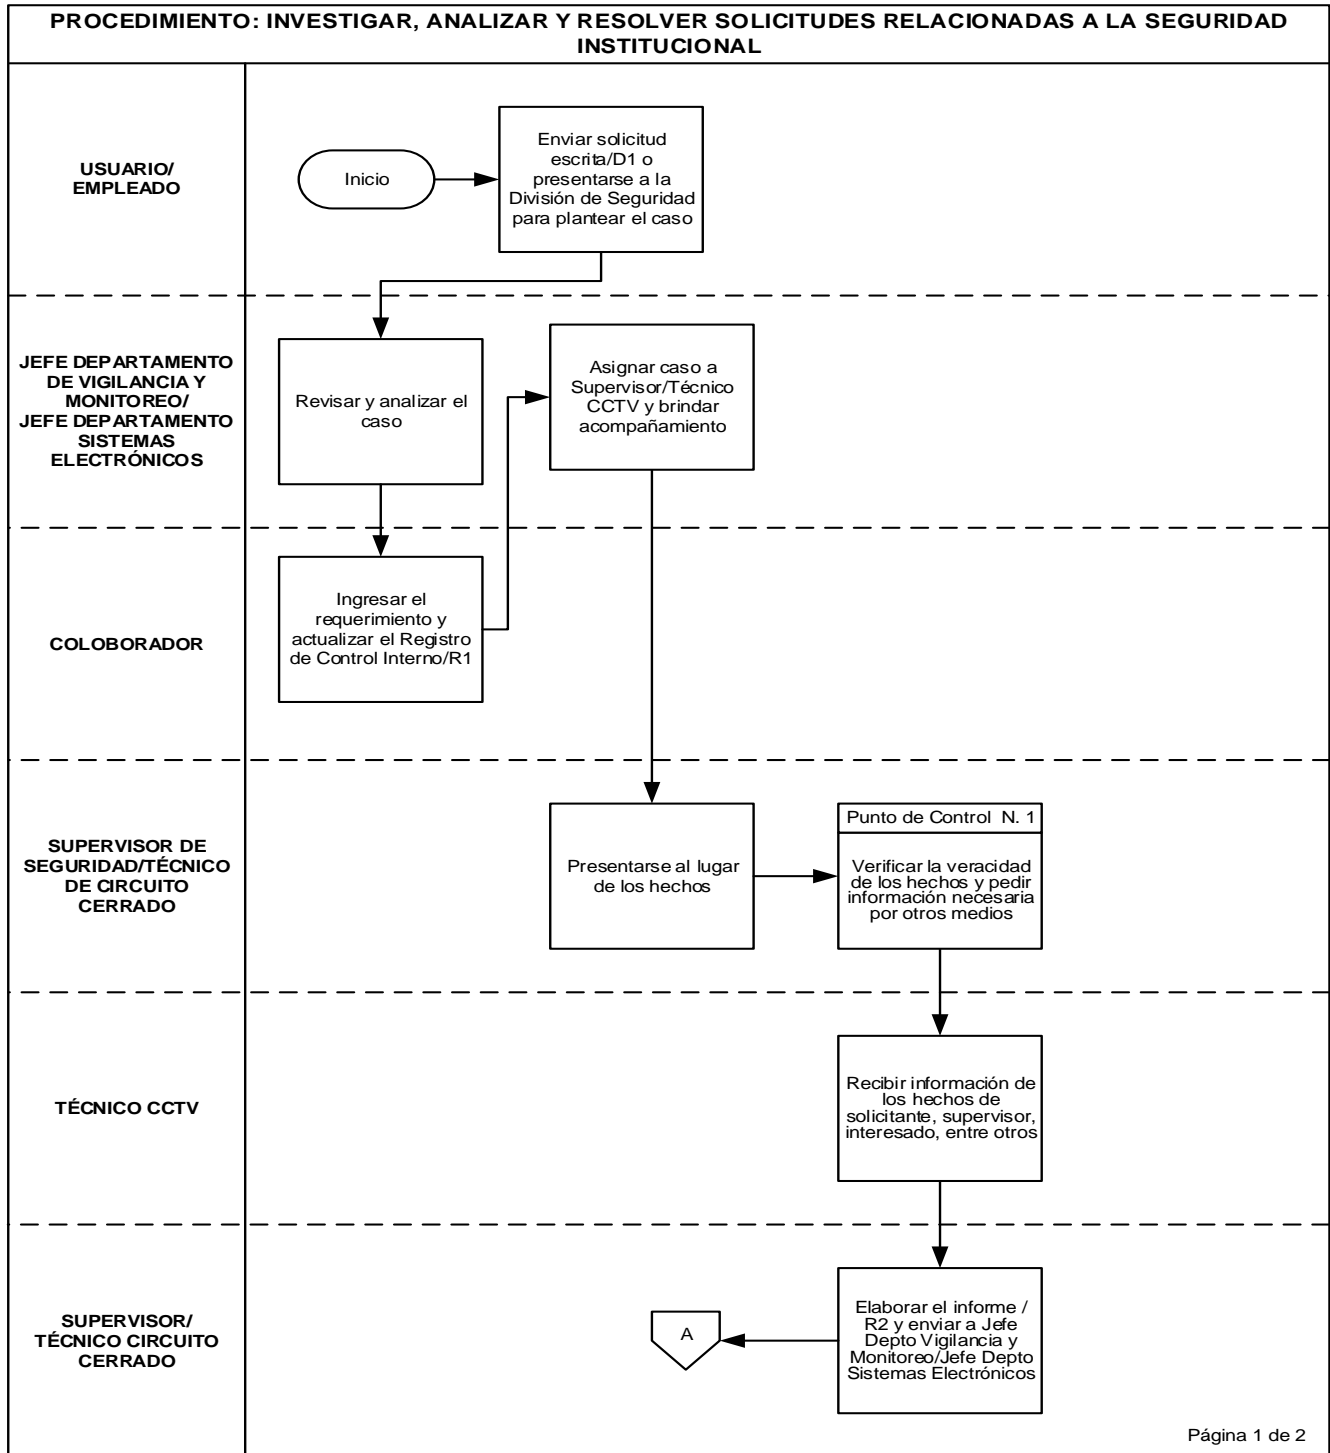 PROCEDIMIENTO: INVESTIGAR, ANALIZAR Y RESOLVER SOLICITUDES RELACIONADAS A LA SEGURIDAD
INSTITUCIONAL
USUARIO/
EMPLEADO
Inicio
Enviar solicitud
escrita/D1 o
presentarse a la
División de Seguridad
para plantear el caso
JEFE DEPARTAMENTO
DE VIGILANCIA Y
MONITOREO/
JEFE DEPARTAMENTO
SISTEMAS
ELECTRÓNICOS
Revisar y analizar el
caso
Asignar caso a
Supervisor/Técnico
CCTV y brindar
acompañamiento
COLOBORADOR
Ingresar el
requerimiento y
actualizar el Registro
de Control Interno/R1
SUPERVISOR DE
SEGURIDAD/TÉCNICO
DE CIRCUITO
CERRADO
Presentarse al lugar
de los hechos
Punto de Control N. 1
Verificar la veracidad
de los hechos y pedir
información necesaria
por otros medios
TÉCNICO CCTV
Recibir información de
los hechos de
solicitante, supervisor,
interesado, entre otros
SUPERVISOR/
TÉCNICO CIRCUITO
CERRADO
A
Elaborar el informe /
R2 y enviar a Jefe
Depto Vigilancia y
Monitoreo/Jefe Depto
Sistemas Electrónicos
Página 1 de 2